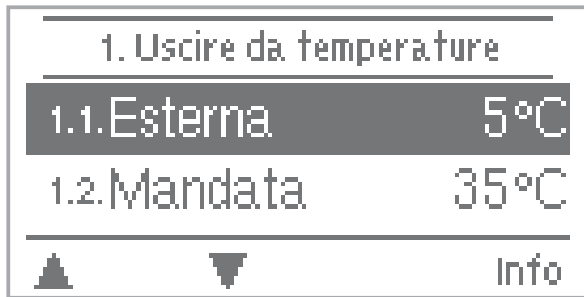 1. Uscire da temperature
1.1.Esterna 5°C
1.2.Mandata 35°C
Info